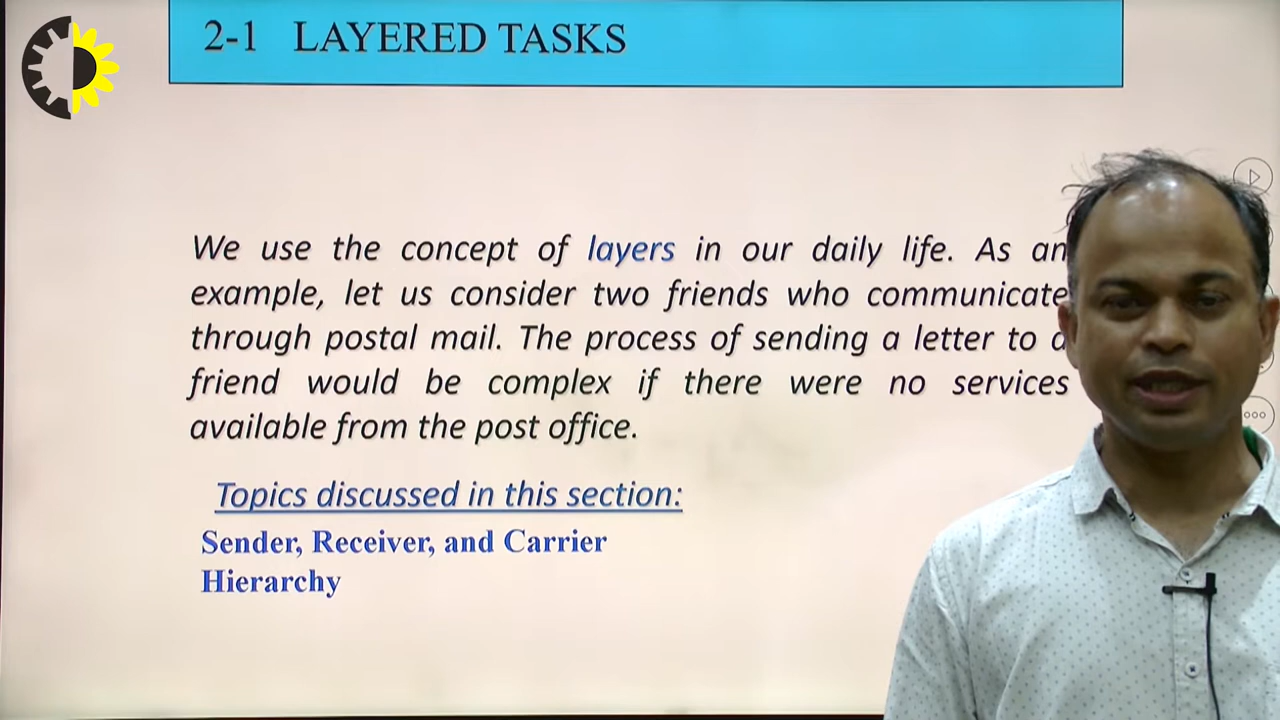 2-1 LAYERED TASKS
We use the concept of layers in our daily life. As an
example, let us consider two friends who communicate
through postal mail. The process of sending a letter to a
friend would be complex if there were no services
available from the post office.
Topics discussed in this section:
Sender, Receiver, and Carrier
Hierarchy